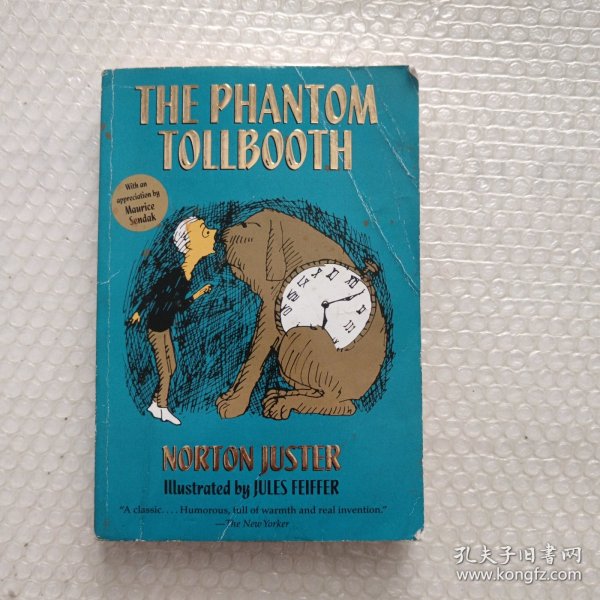 THE PHANTOM
TOLLBOOTH
With an
appreciation by
Maurice
Sendak
NORTON JUSTER
Illustrated by JULES FEIFFER
"A classic.... Humorous, full of warmth and real invention."
—The New Yorker
孔夫子旧书网
www.kongfz.com